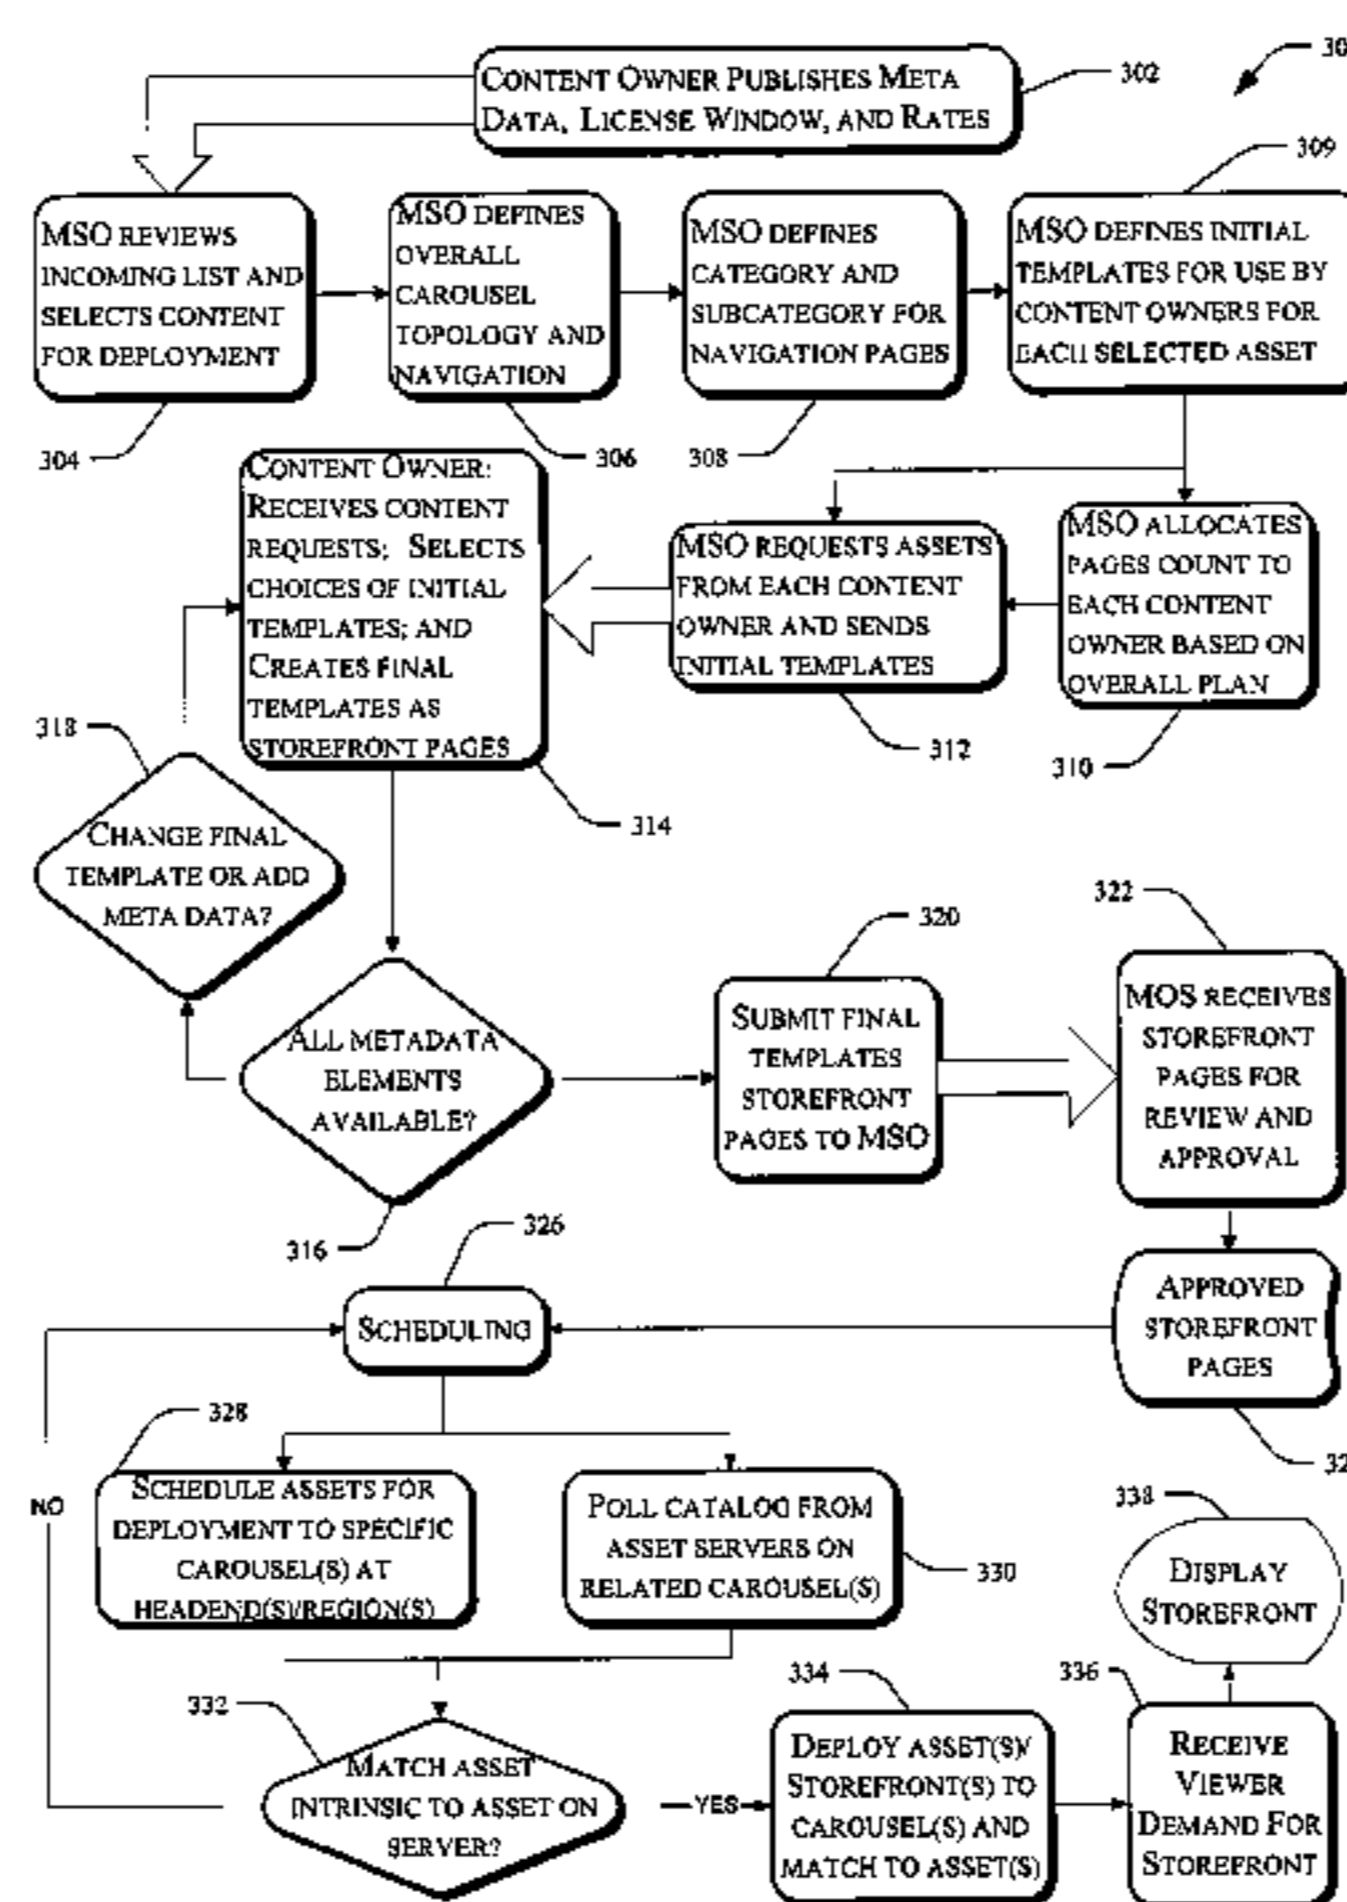 30
CONTENT OWNER PUBLISHES META
DATA, LICENSE WINDOW, AND RATES
302
309
MSO REVIEWS
INCOMING LIST AND
SELECTS CONTENT
FOR DEPLOYMENT
MSO DEFINES
OVERALL
CAROUSEL
TOPOLOGY AND
NAVIGATION
MSO DEFINES
CATEGORY AND
SUBCATEGORY FOR
NAVIGATION PAGES
MSO DEFINES INITIAL
TEMPLATES FOR USE BY
CONTENT OWNERS FOR
EACH SELECTED ASSET
304
306
308
CONTENT OWNER:
RECEIVES CONTENT
REQUESTS; SELECTS
CHOICES OF INITIAL
TEMPLATES; AND
CREATES FINAL
TEMPLATES AS
STOREFRONT PAGES
MSO REQUESTS ASSETS
FROM EACH CONTENT
OWNER AND SENDS
INITIAL TEMPLATES
MSO ALLOCATES
PAGES COUNT TO
EACH CONTENT
OWNER BASED ON
OVERALL PLAN
318
312
310
314
CHANGE FINAL
TEMPLATE OR ADD
META DATA?
320
322
ALL METADATA
ELEMENTS
AVAILABLE?
SUBMIT FINAL
TEMPLATES
STOREFRONT
PAGES TO MSO
MOS RECEIVES
STOREFRONT
PAGES FOR
REVIEW AND
APPROVAL
316
326
SCHEDULING
APPROVED
STOREFRONT
PAGES
328
32
NO
SCHEDULE ASSETS FOR
DEPLOYMENT TO SPECIFIC
CAROUSEL(S) AT
HEADEND(S)/REGION(S)
POLL CATALOG FROM
ASSET SERVERS ON
RELATED CAROUSEL(S)
330
338
DISPLAY
STOREFRONT
332
334
336
MATCH ASSET
INTRINSIC TO ASSET ON
SERVER?
YES
DEPLOY ASSET(S)/
STOREFRONT(S) TO
CAROUSEL(S) AND
MATCH TO ASSET(S)
RECEIVE
VIEWER
DEMAND FOR
STOREFRONT